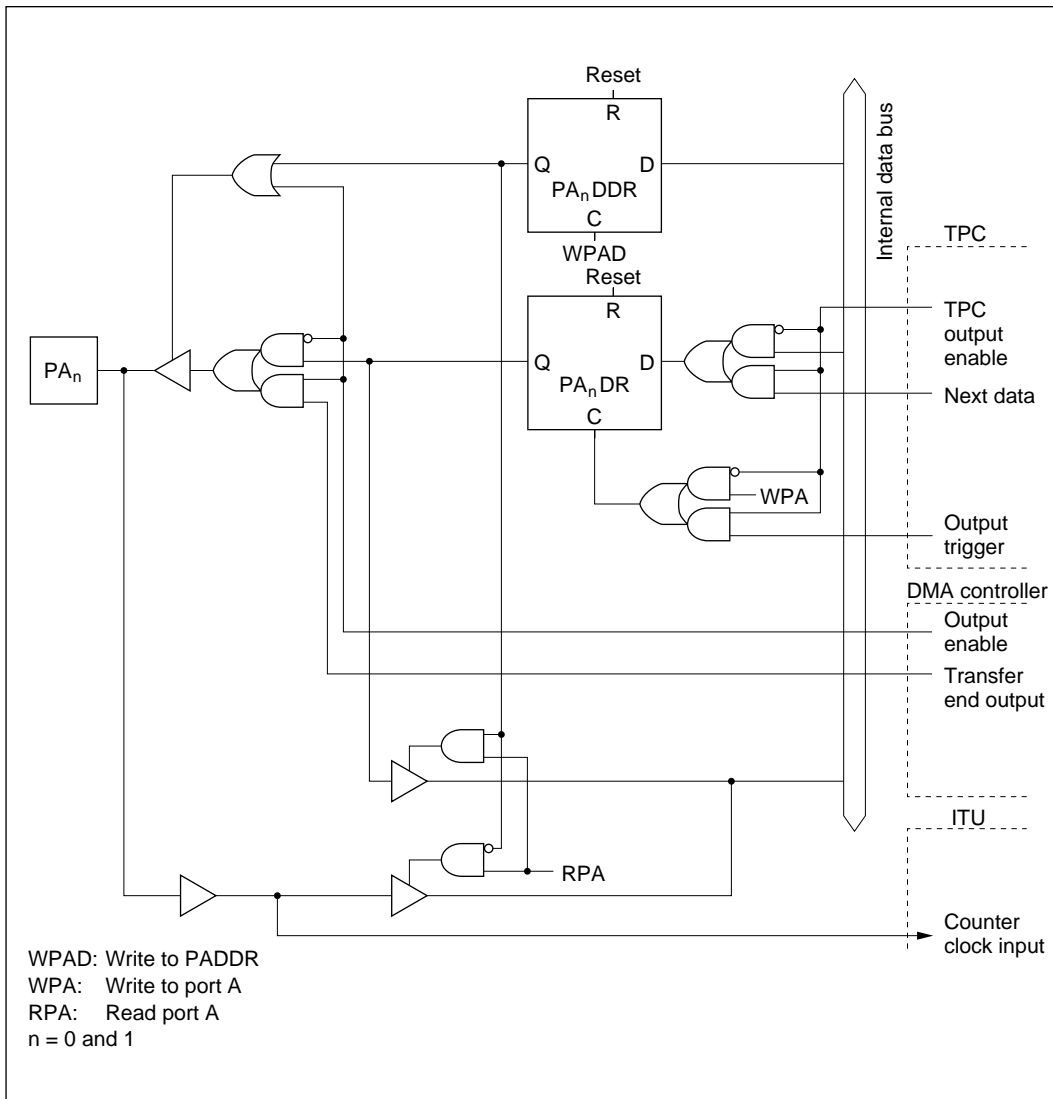 Reset
R
Q
D
PAnDDR
C
WPAD
Internal data bus
TPC
Reset
R
TPC
output
enable
PAn
Q
D
PAnDR
Next data
C
WPA
Output
trigger
DMA controller
Output
enable
Transfer
end output
ITU
RPA
Counter
clock input
WPAD: Write to PADDR
WPA: Write to port A
RPA: Read port A
n = 0 and 1